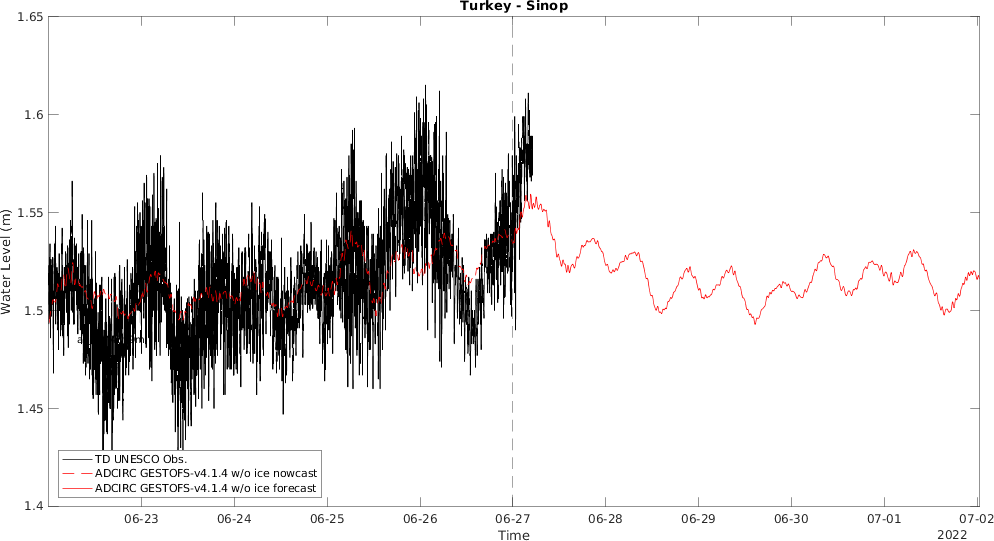 Turkey - Sinop
1.65
1.6
1.55
1.5
1.45
1.4
Water Level (m)
TD UNESCO Obs.
ADCIRC GESTOFS-v4.1.4 w/o ice nowcast
ADCIRC GESTOFS-v4.1.4 w/o ice forecast
06-23
06-24
06-25
06-26
06-27
06-28
06-29
06-30
07-01
07-02
Time
2022